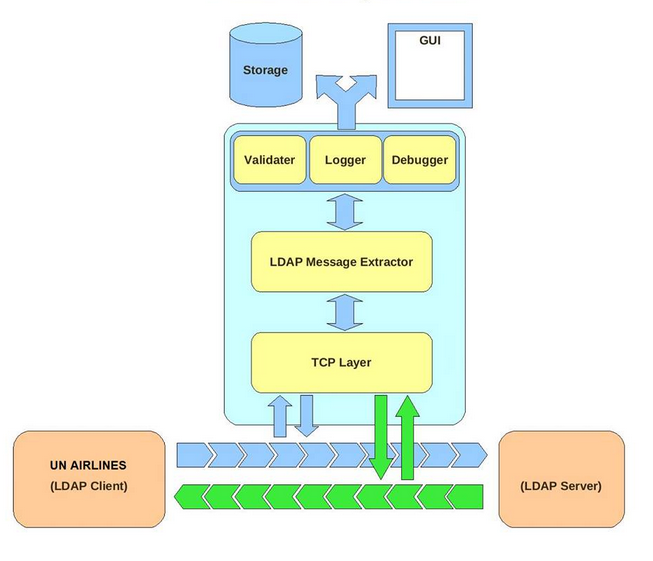 Storage
GUI
Validater
Logger
Debugger
LDAP Message Extractor
TCP Layer
UN AIRLINES
(LDAP Client)
(LDAP Server)